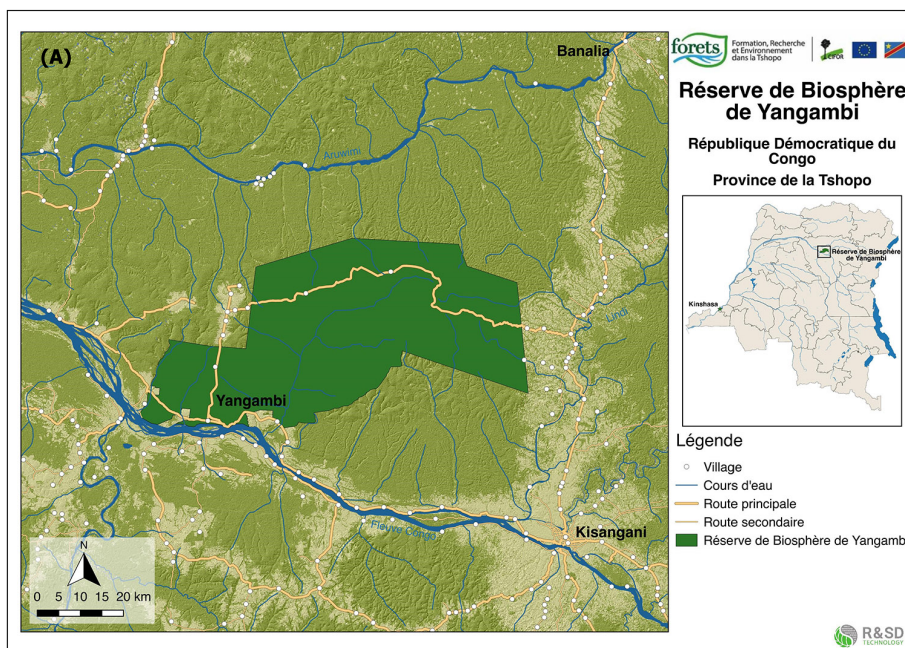 (A)
Banalia
Aruwimi
Lindi
Yangambi
Kisangani
Fleuve Congo
N
0 5 10 15 20 km
forets
Formation, Recherche
et Environnement
dans la Tshopo
CIFOR
Réserve de Biosphère
de Yangambi
République Démocratique du
Congo
Province de la Tshopo
Réserve de Biosphère
de Yangambi
Kinshasa
Légende
Village
Cours d'eau
Route principale
Route secondaire
Réserve de Biosphère de Yangamb
R&SD
TECHNOLOGY